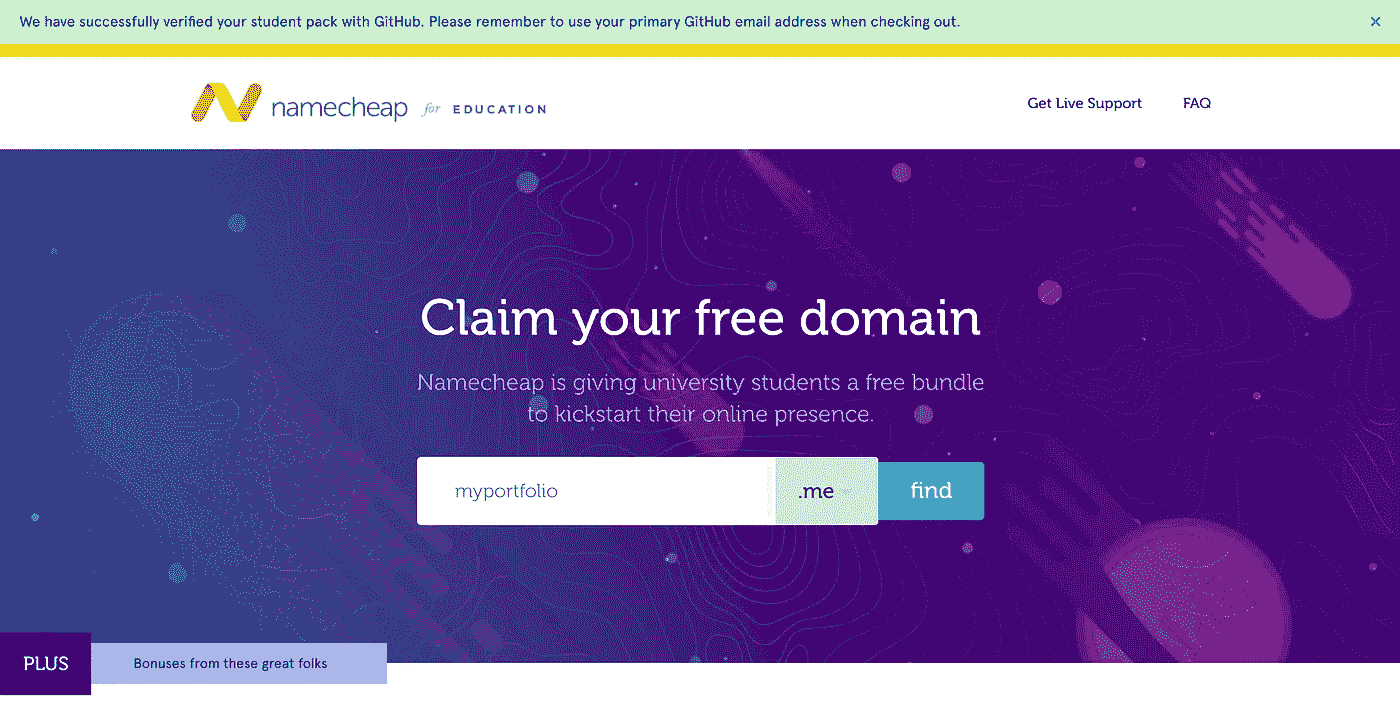 We have successfully verified your student pack with GitHub. Please remember to use your primary GitHub email address when checking out.
namecheap for EDUCATION
Get Live Support
FAQ
Claim your free domain
Namecheap is giving university students a free bundle
to kickstart their online presence.
myportfolio
.me
find
PLUS
Bonuses from these great folks